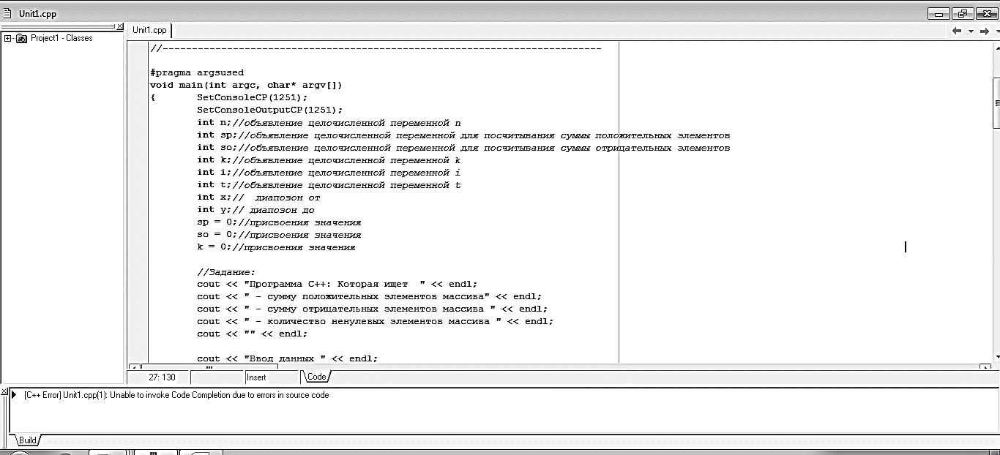 Unit1.cpp
Project1 - Classes
Unit1.cpp
//---------------------------------------------------------------------------
#pragma argsused
void main(int argc, char* argv[])
{ SetConsoleCP(1251);
SetConsoleOutputCP(1251);
int n;//объявление целочисленной переменной n
int sp;//объявление целочисленной переменной для посчитывания суммы положительных элементов
int so;//объявление целочисленной переменной для посчитывания суммы отрицательных элементов
int k;//объявление целочисленной переменной k
int i;//объявление целочисленной переменной i
int t;//объявление целочисленной переменной t
int x;//  диапозон от
int y;// диапозон до
sp = 0;//присвоения значения
so = 0;//присвоения значения
k = 0;//присвоения значения
//Задание:
cout << "Программа C++: Которая ищет  " << endl;
cout << " - сумму положительных элементов массива" << endl;
cout << " - сумму отрицательных элементов массива " << endl;
cout << " - количество ненулевых элементов массива " << endl;
cout << "" << endl;
cout << "Ввод данных " << endl;
27: 130
Insert
Code
[C++ Error] Unit1.cpp(1): Unable to invoke Code Completion due to errors in source code
Build